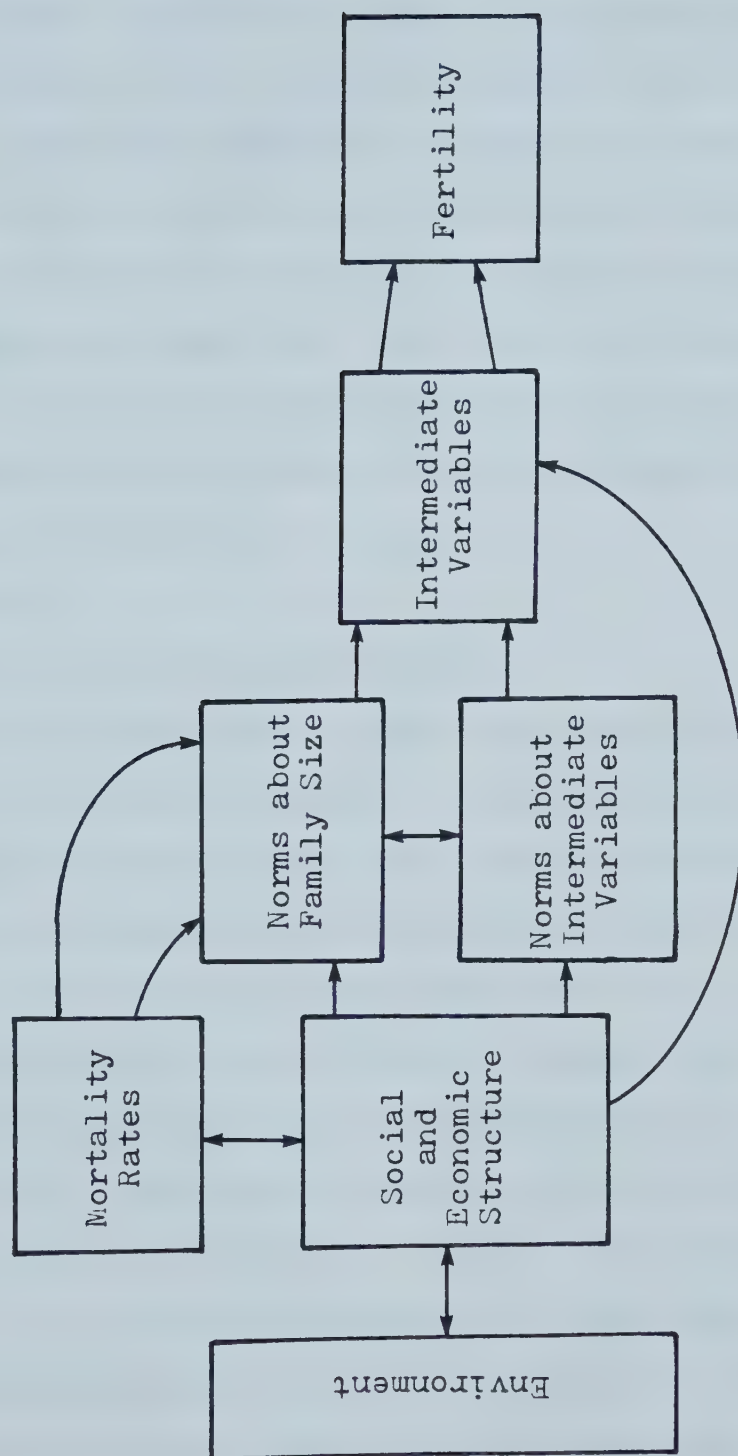 Environment
Mortality
Rates
Social
and
Economic
Structure
Norms about
Family Size
Norms about
Intermediate
Variables
Intermediate
Variables
Fertility